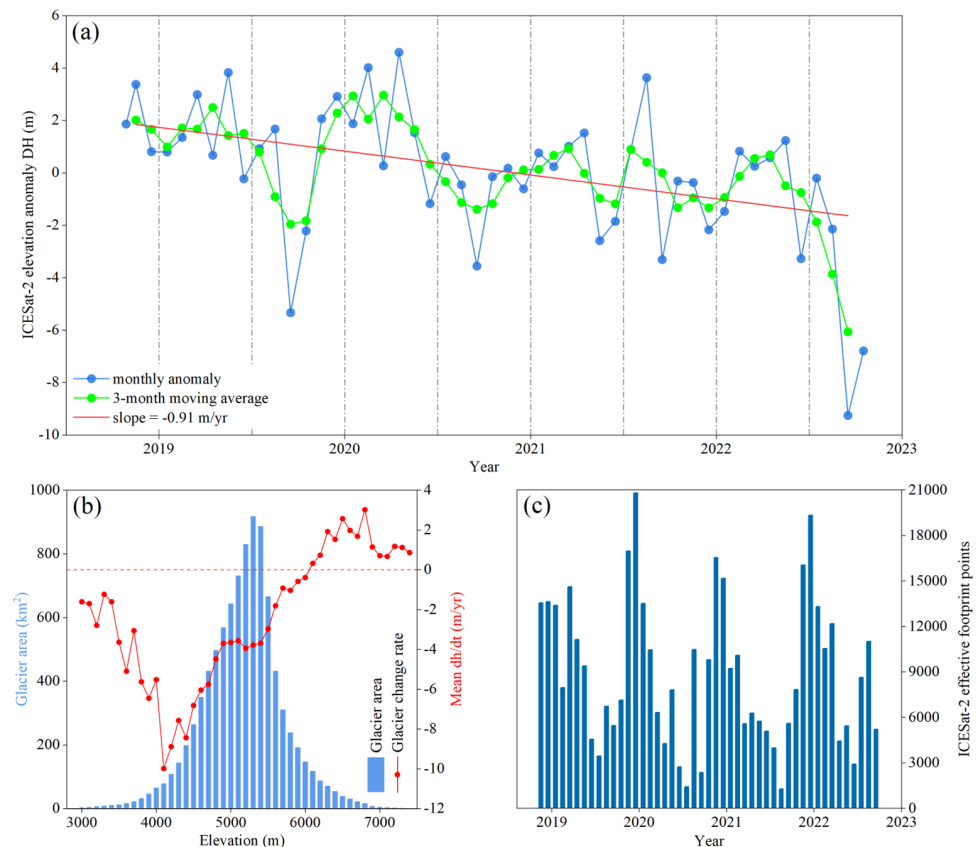 (a)
ICESat-2 elevation anomaly DH (m)
6
4
2
0
-2
-4
-6
-8
-10
monthly anomaly
3-month moving average
slope = -0.91 m/yr
2019 2020 2021 2022 2023
Year
(b)
Glacier area (km²)
1000
800
600
400
200
0
4
2
0
-2
-4
-6
-8
-10
-12
Mean dh/dt (m/yr)
Glacier area
Glacier change rate
3000 4000 5000 6000 7000
Elevation (m)
(c)
21000
18000
15000
12000
9000
6000
3000
0
ICESat-2 effective footprint points
2019 2020 2021 2022 2023
Year